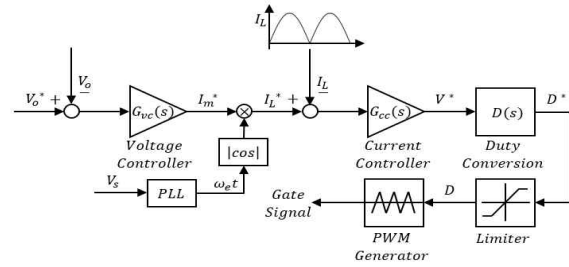 I_L
V_o* +
V_o
−
G_vc(s)
I_m*
⊗
I_L* +
I_L
−
G_cc(s)
V*
D(s)
D*
Voltage
Controller
|cos|
Current
Controller
Duty
Conversion
V_s
PLL
ω_e t
Gate
Signal
D
PWM
Generator
Limiter